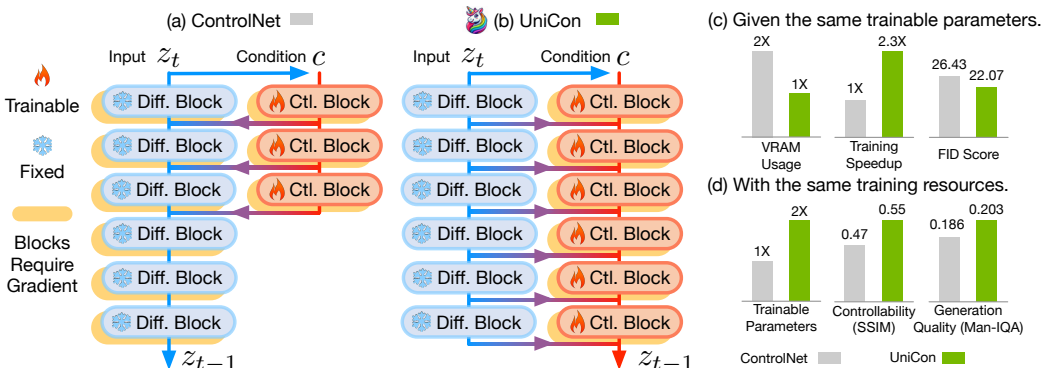 (a) ControlNet
(b) UniCon
Input z_t
Condition c
Input z_t
Condition c
Trainable
Fixed
Blocks
Require
Gradient
Diff. Block
Ctl. Block
Diff. Block
Ctl. Block
Diff. Block
Ctl. Block
Diff. Block
Diff. Block
Diff. Block
z_{t-1}
Diff. Block
Ctl. Block
Diff. Block
Ctl. Block
Diff. Block
Ctl. Block
Diff. Block
Ctl. Block
Diff. Block
Ctl. Block
Diff. Block
Ctl. Block
z_{t-1}
(c) Given the same trainable parameters.
2X
1X
VRAM
Usage
1X
2.3X
Training
Speedup
26.43
22.07
FID Score
(d) With the same training resources.
1X
2X
Trainable
Parameters
0.47
0.55
Controllability
(SSIM)
0.186
0.203
Generation
Quality (Man-IQA)
ControlNet
UniCon